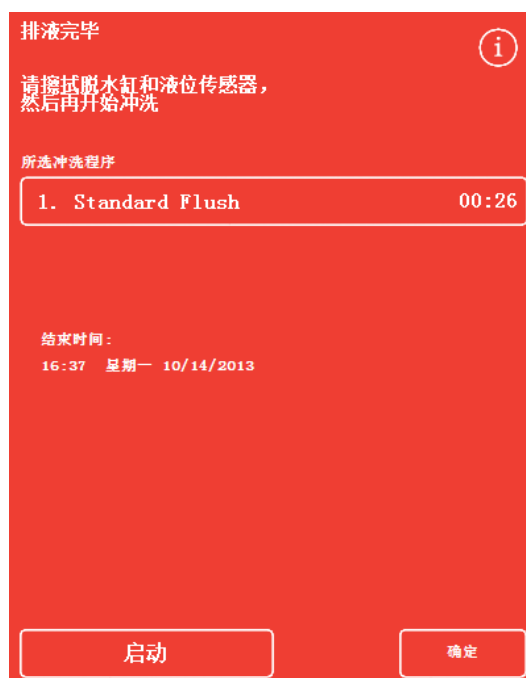 排液完毕
i
请擦拭脱水缸和液位传感器，
然后再开始冲洗
所选冲洗程序
1. Standard Flush 00:26
结束时间:
16:37 星期一 10/14/2013
启动 确定